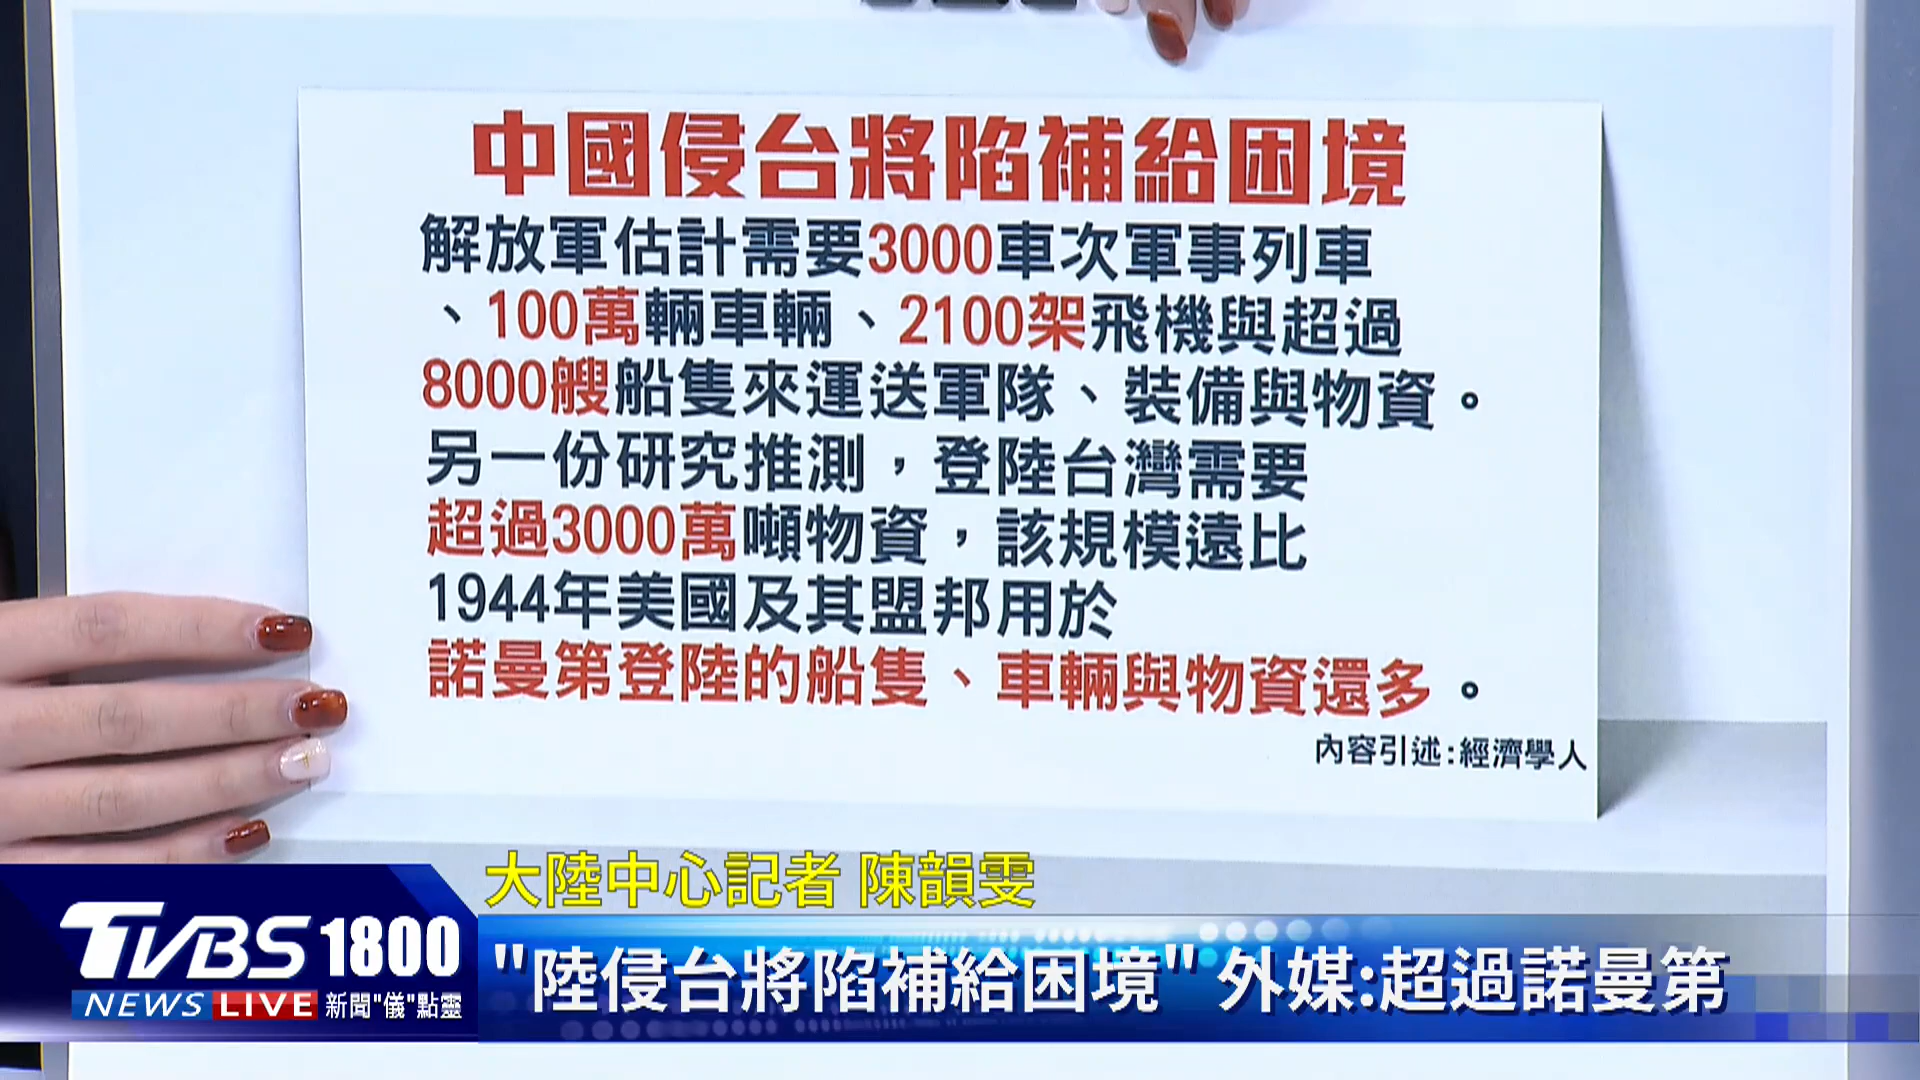 中國侵台將陷補給困境
解放軍估計需要3000車次軍事列車
、100萬輛車輛、2100架飛機與超過
8000艘船隻來運送軍隊、裝備與物資。
另一份研究推測，登陸台灣需要
超過3000萬噸物資，該規模遠比
1944年美國及其盟邦用於
諾曼第登陸的船隻、車輛與物資還多。
內容引述:經濟學人
大陸中心記者 陳韻雯
TVBS 1800
NEWS LIVE 新聞"儀"點靈
"陸侵台將陷補給困境" 外媒:超過諾曼第